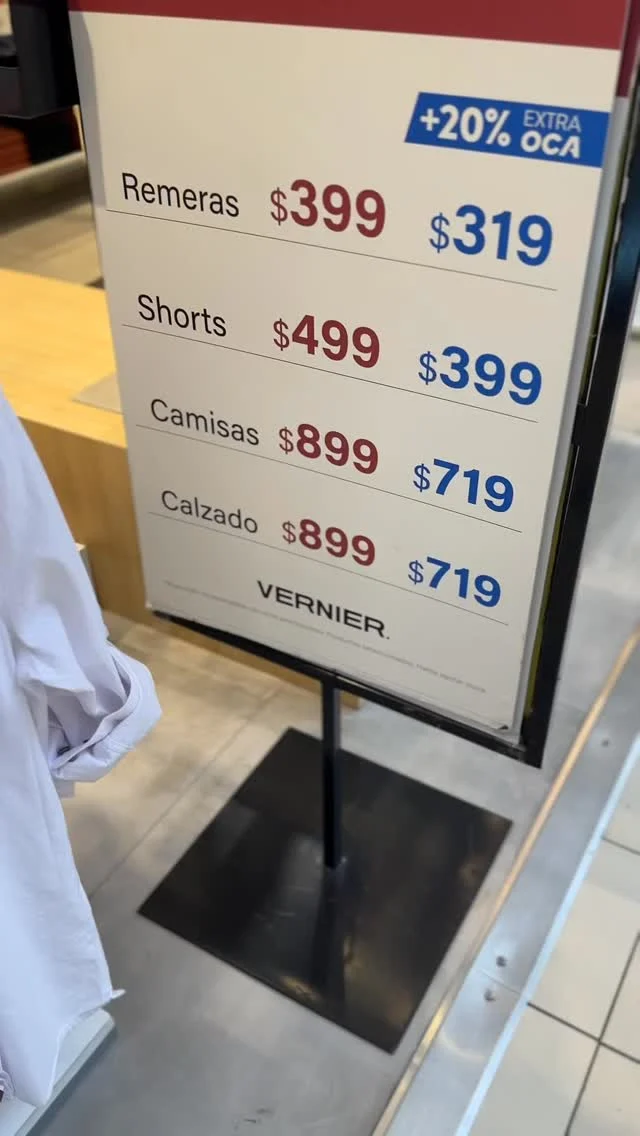 +20% EXTRA OCA
Remeras $399 $319
Shorts $499 $399
Camisas $899 $719
Calzado $899 $719
VERNIER.